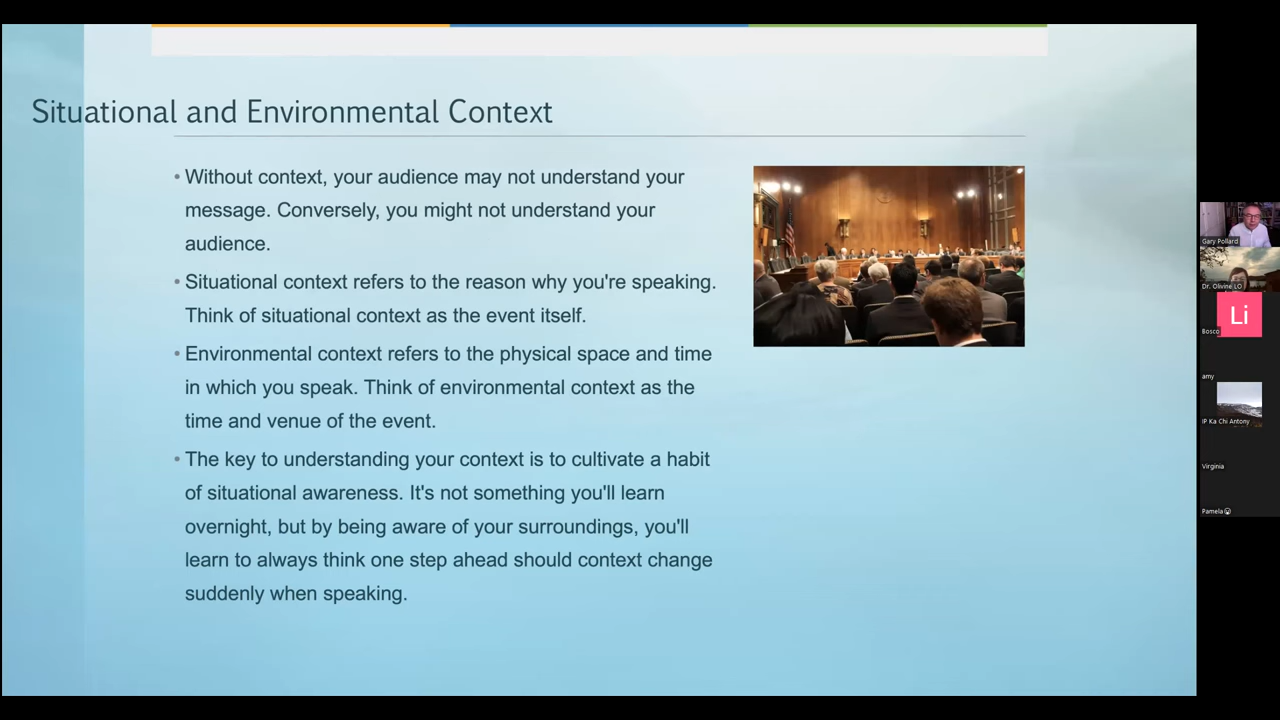 Situational and Environmental Context
• Without context, your audience may not understand your
message. Conversely, you might not understand your
audience.
• Situational context refers to the reason why you're speaking.
Think of situational context as the event itself.
• Environmental context refers to the physical space and time
in which you speak. Think of environmental context as the
time and venue of the event.
• The key to understanding your context is to cultivate a habit
of situational awareness. It's not something you'll learn
overnight, but by being aware of your surroundings, you'll
learn to always think one step ahead should context change
suddenly when speaking.
Gary Pollard
Dr. Olivine LO
Li
Bosco
amy
IP Ka Chi Antony
Virginia
Pamela